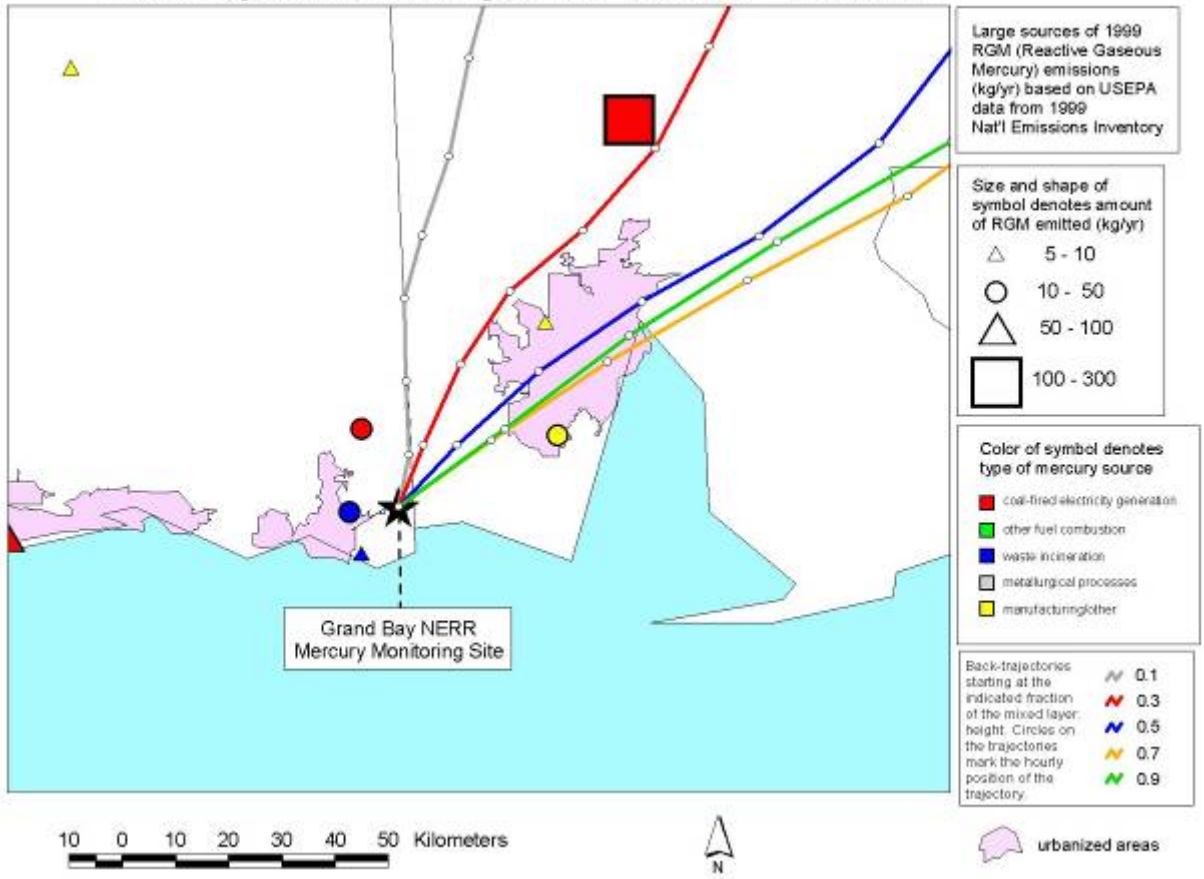 Large sources of 1999
RGM (Reactive Gaseous
Mercury) emissions
(kg/yr) based on USEPA
data from 1999
Nat'l Emissions Inventory
Size and shape of
symbol denotes amount
of RGM emitted (kg/yr)
5 - 10
10 - 50
50 - 100
100 - 300
Color of symbol denotes
type of mercury source
coal-fired electricity generation
other fuel combustion
waste incineration
metallurgical processes
manufacturing/other
Grand Bay NERR
Mercury Monitoring Site
Back-trajectories
starting at the
indicated fraction
of the mixed layer
height. Circles on
the trajectories
mark the hourly
position of the
trajectory.
0.1
0.3
0.5
0.7
0.9
10 0 10 20 30 40 50 Kilometers
N
urbanized areas